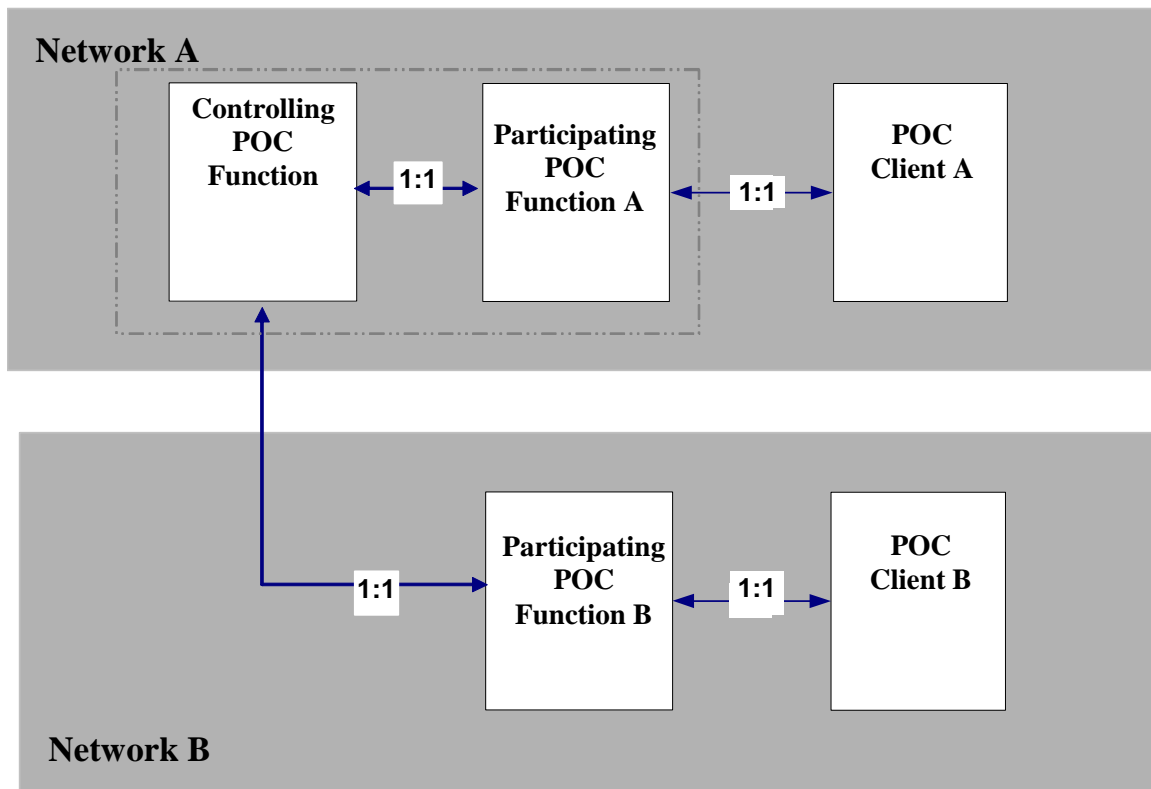 Network A
Controlling
POC
Function
1:1
Participating
POC
Function A
1:1
POC
Client A
1:1
Participating
POC
Function B
1:1
POC
Client B
Network B